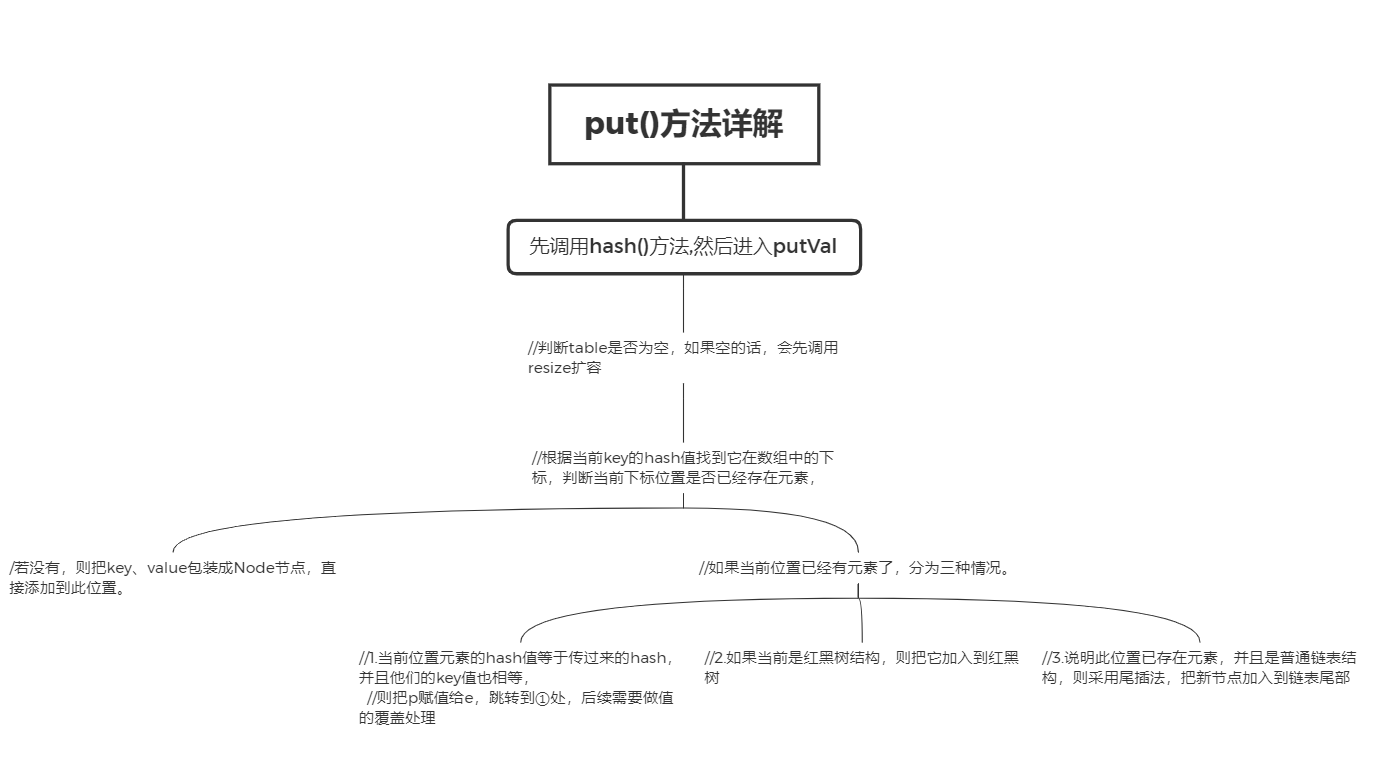 put()方法详解
先调用hash()方法,然后进入putVal
//判断table是否为空，如果空的话，会先调用
resize扩容
//根据当前key的hash值找到它在数组中的下
标，判断当前下标位置是否已经存在元素，
/若没有，则把key、value包装成Node节点，直
接添加到此位置。
//如果当前位置已经有元素了，分为三种情况。
//1.当前位置元素的hash值等于传过来的hash，
并且他们的key值也相等，
//则把p赋值给e，跳转到①处，后续需要做值
的覆盖处理
//2.如果当前是红黑树结构，则把它加入到红黑
树
//3.说明此位置已存在元素，并且是普通链表结
构，则采用尾插法，把新节点加入到链表尾部